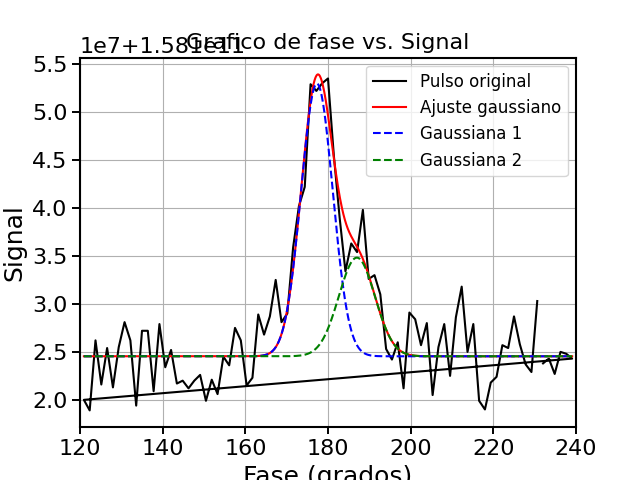 1e7+1.581e11
Gráfico de fase vs. Signal
5.5
5.0
4.5
4.0
3.5
3.0
2.5
2.0
Signal
Pulso original
Ajuste gaussiano
Gaussiana 1
Gaussiana 2
120 140 160 180 200 220 240
Fase (grados)